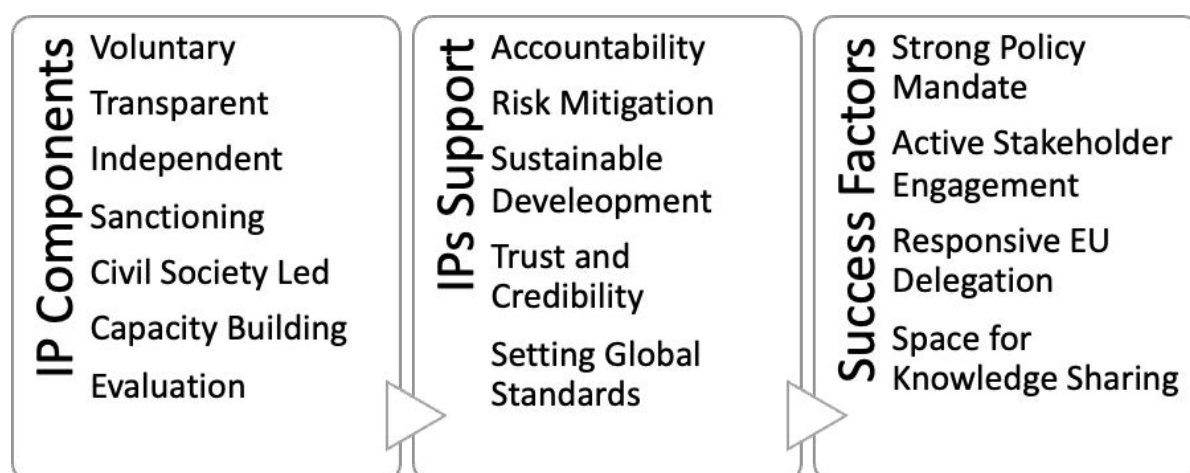 IP Components
Voluntary
Transparent
Independent
Sanctioning
Civil Society Led
Capacity Building
Evaluation
IPs Support
Accountability
Risk Mitigation
Sustainable
Develeopment
Trust and
Credibility
Setting Global
Standards
Success Factors
Strong Policy
Mandate
Active Stakeholder
Engagement
Responsive EU
Delegation
Space for
Knowledge Sharing